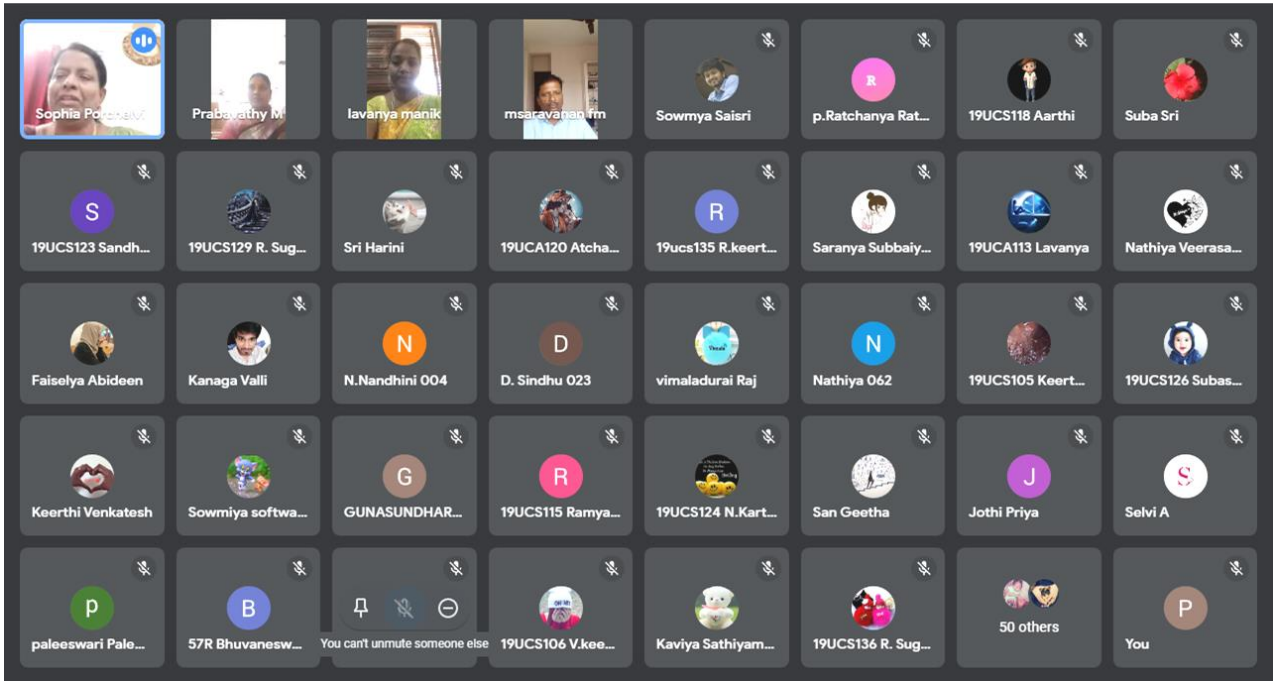 Sophia Porchelvi
Prabavathy M
lavanya manik
msaravanan fm
Sowmya Saisri
R
p.Ratchanya Rat...
19UCS118 Aarthi
Suba Sri
S
19UCS123 Sandh...
19UCS129 R. Sug...
Sri Harini
19UCA120 Atcha...
R
19ucs135 R.keert...
Saranya Subbaiy...
19UCA113 Lavanya
Nathiya Veerasa...
Faiselya Abideen
Kanaga Valli
N
N.Nandhini 004
D
D. Sindhu 023
vimaladurai Raj
N
Nathiya 062
19UCS105 Keert...
19UCS126 Subas...
Keerthi Venkatesh
Sowmiya softwa...
G
GUNASUNDHAR...
R
19UCS115 Ramya...
19UCS124 N.Kart...
San Geetha
J
Jothi Priya
S
Selvi A
p
paleeswari Pale...
B
57R Bhuvanesw...
You can't unmute someone else
19UCS106 V.kee...
Kaviya Sathiyam...
19UCS136 R. Sug...
50 others
P
You